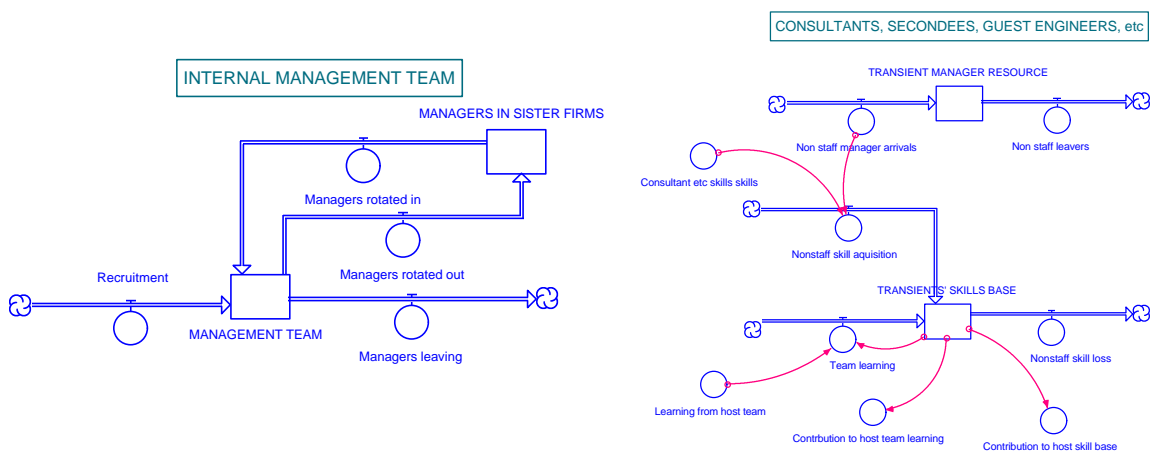 INTERNAL MANAGEMENT TEAM
MANAGERS IN SISTER FIRMS
Managers rotated in
Managers rotated out
Recruitment
MANAGEMENT TEAM
Managers leaving
CONSULTANTS, SECONDEES, GUEST ENGINEERS, etc
TRANSIENT MANAGER RESOURCE
Non staff manager arrivals
Non staff leavers
Consultant etc skills skills
Nonstaff skill aquisition
TRANSIENTS' SKILLS BASE
Team learning
Nonstaff skill loss
Learning from host team
Contrbution to host team learning
Contribution to host skill base